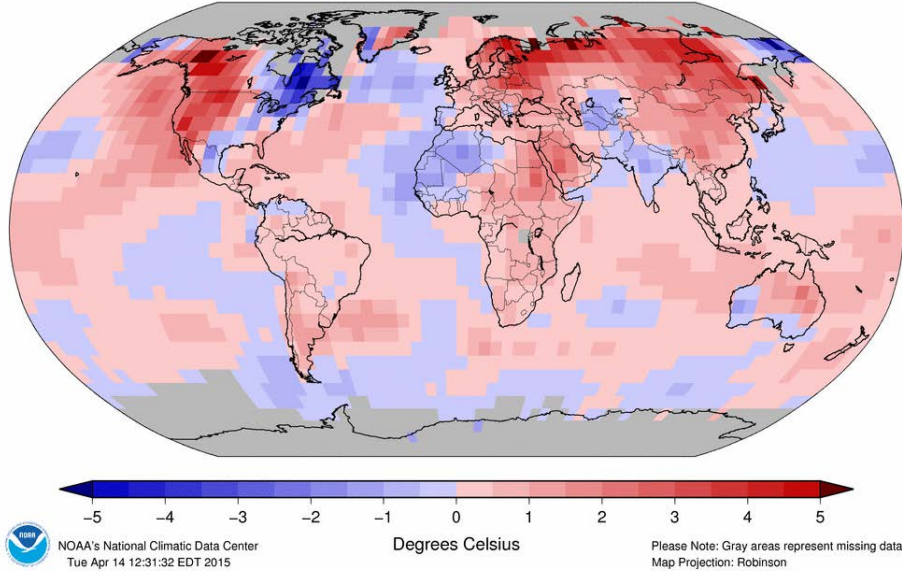 -5 -4 -3 -2 -1 0 1 2 3 4 5
NOAA
NOAA's National Climatic Data Center
Tue Apr 14 12:31:32 EDT 2015
Degrees Celsius
Please Note: Gray areas represent missing data
Map Projection: Robinson